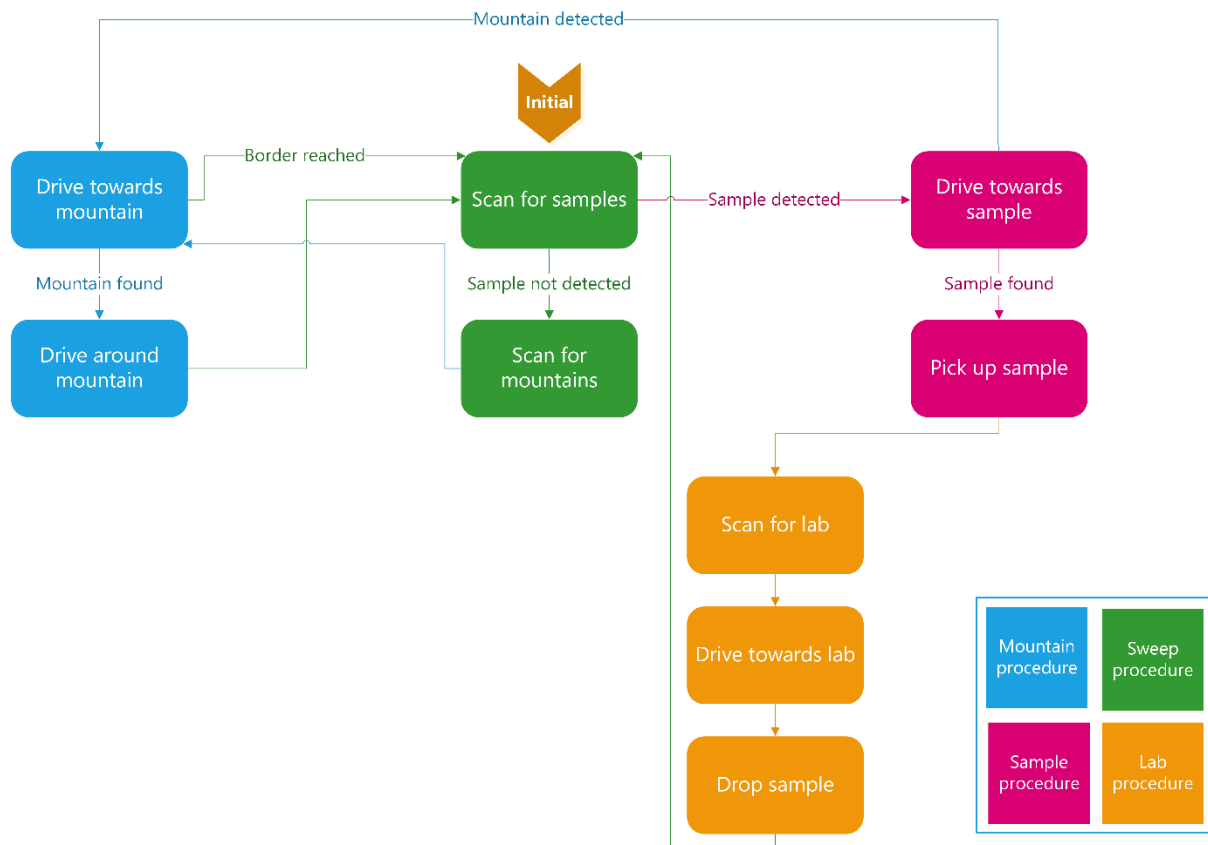 Mountain detected
Initial
Border reached
Drive towards
mountain
Scan for samples
Sample detected
Drive towards
sample
Mountain found
Sample not detected
Sample found
Drive around
mountain
Scan for
mountains
Pick up sample
Scan for lab
Drive towards lab
Drop sample
Mountain
procedure
Sweep
procedure
Sample
procedure
Lab
procedure